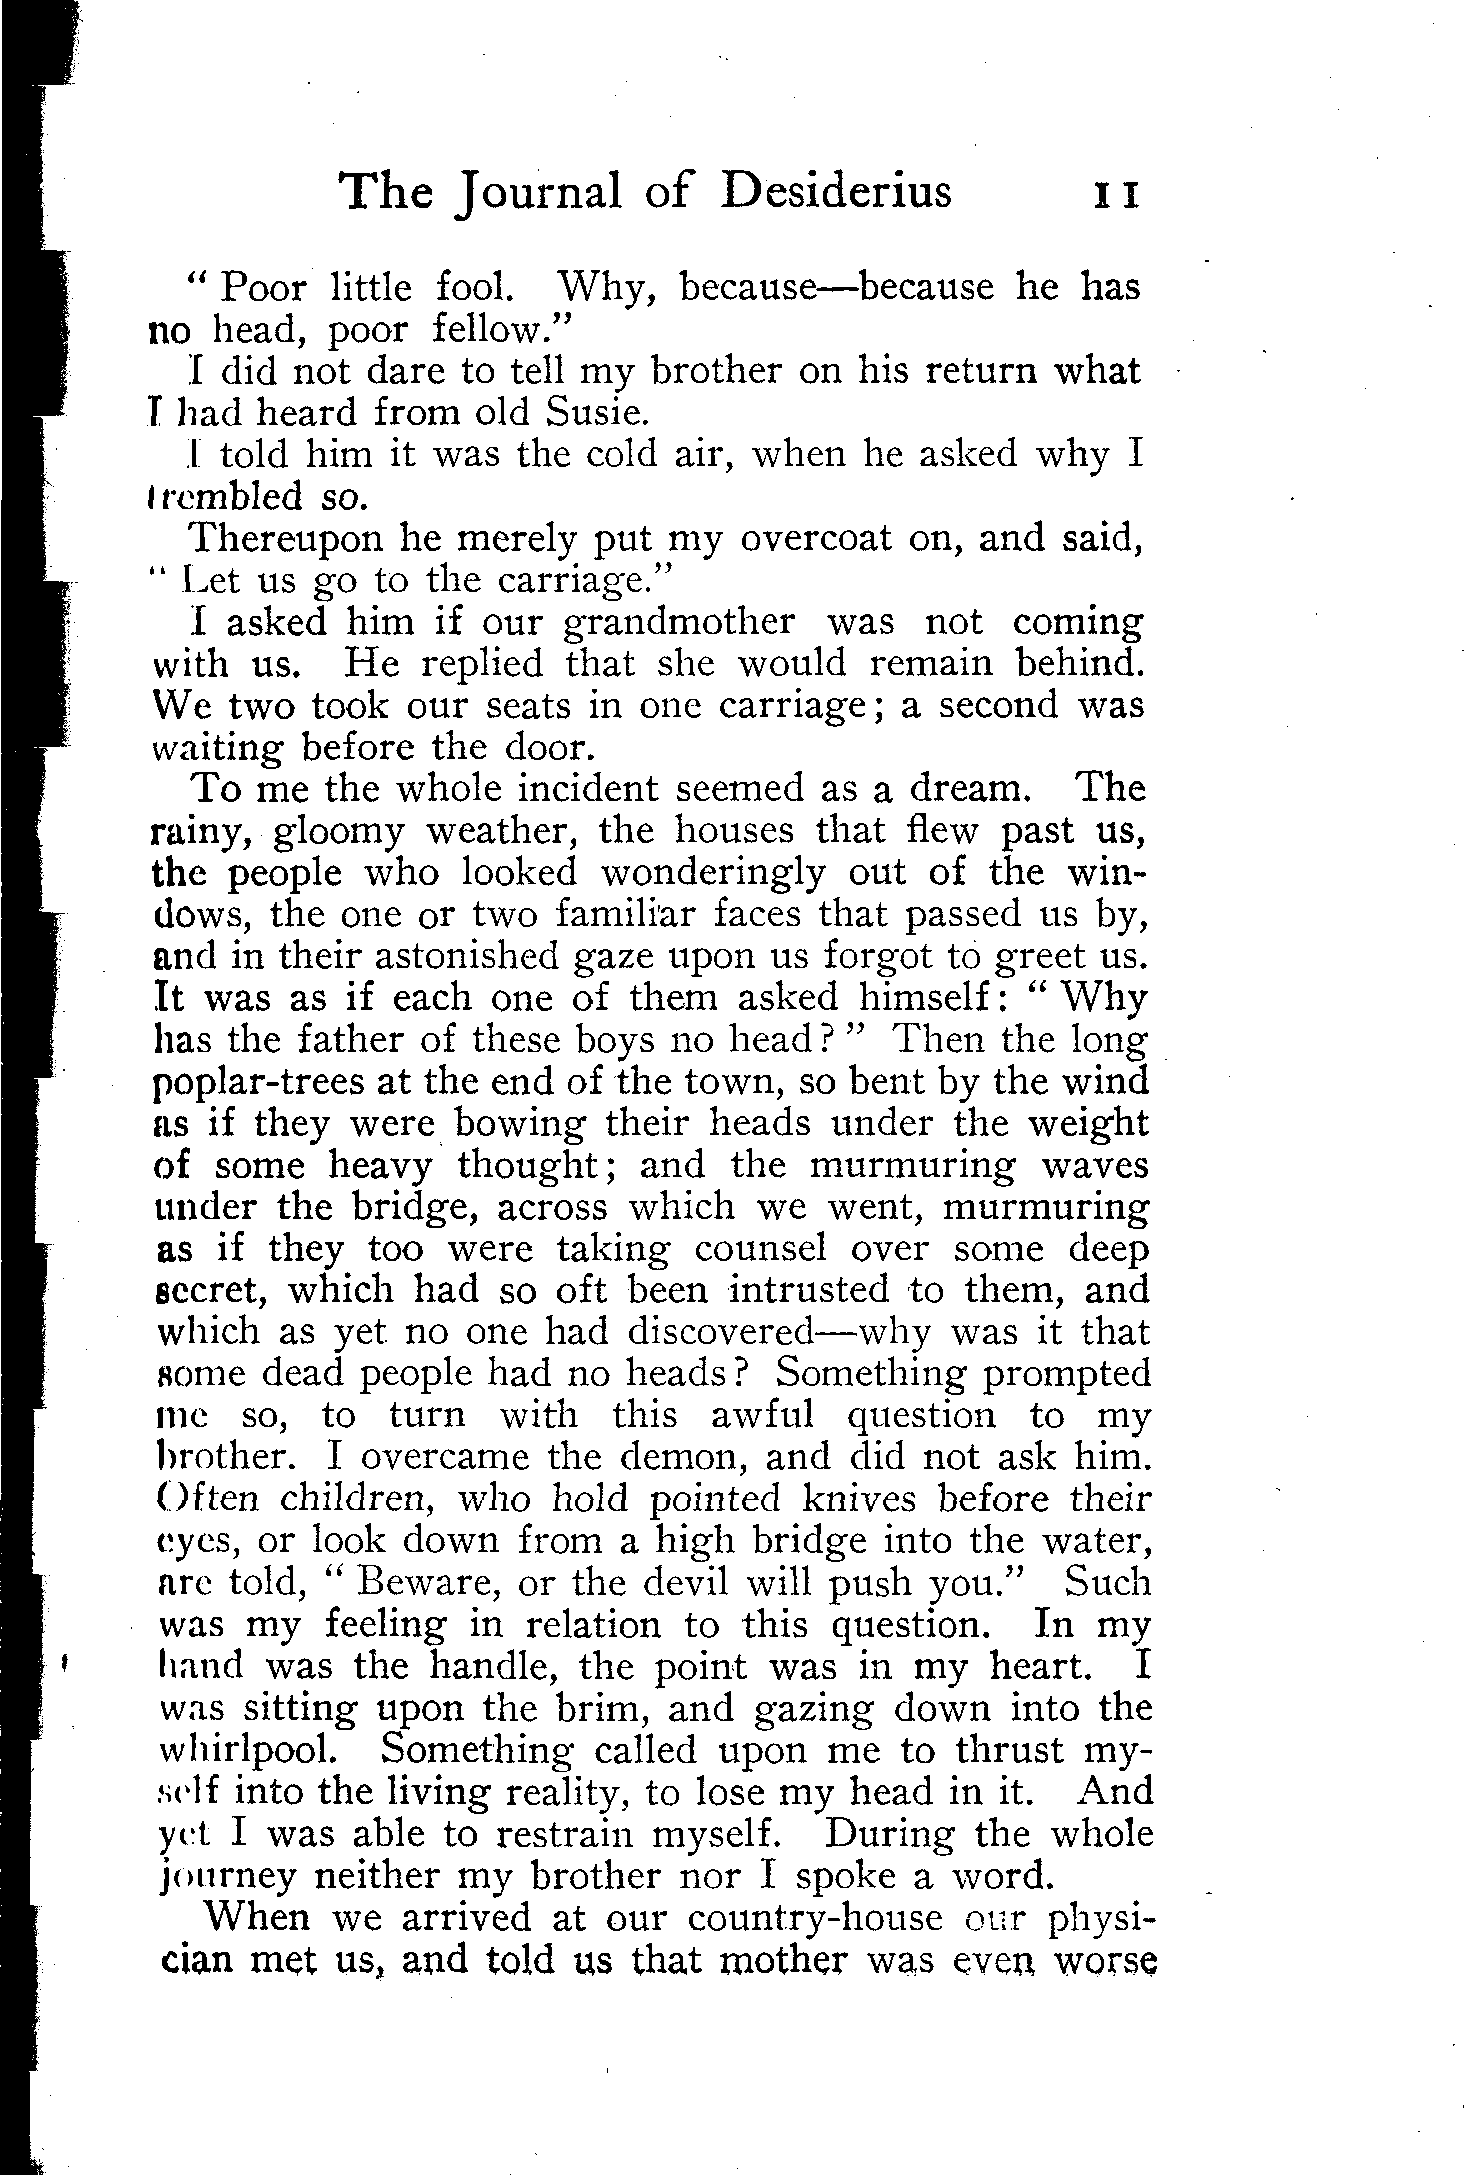 The Journal of Desiderius 11
" Poor little fool. Why, because—because he has
no head, poor fellow."
I did not dare to tell my brother on his return what
I had heard from old Susie.
I told him it was the cold air, when he asked why I
trembled so.
Thereupon he merely put my overcoat on, and said,
" Let us go to the carriage."
I asked him if our grandmother was not coming
with us. He replied that she would remain behind.
We two took our seats in one carriage; a second was
waiting before the door.
To me the whole incident seemed as a dream. The
rainy, gloomy weather, the houses that flew past us,
the people who looked wonderingly out of the win-
dows, the one or two familiar faces that passed us by,
and in their astonished gaze upon us forgot to greet us.
It was as if each one of them asked himself: " Why
has the father of these boys no head? " Then the long
poplar-trees at the end of the town, so bent by the wind
as if they were bowing their heads under the weight
of some heavy thought; and the murmuring waves
under the bridge, across which we went, murmuring
as if they too were taking counsel over some deep
secret, which had so oft been intrusted to them, and
which as yet no one had discovered—why was it that
some dead people had no heads? Something prompted
me so, to turn with this awful question to my
brother. I overcame the demon, and did not ask him.
Often children, who hold pointed knives before their
eyes, or look down from a high bridge into the water,
are told, " Beware, or the devil will push you." Such
was my feeling in relation to this question. In my
hand was the handle, the point was in my heart. I
was sitting upon the brim, and gazing down into the
whirlpool. Something called upon me to thrust my-
self into the living reality, to lose my head in it. And
yet I was able to restrain myself. During the whole
journey neither my brother nor I spoke a word.
When we arrived at our country-house our physi-
cian met us, and told us that mother was even worse